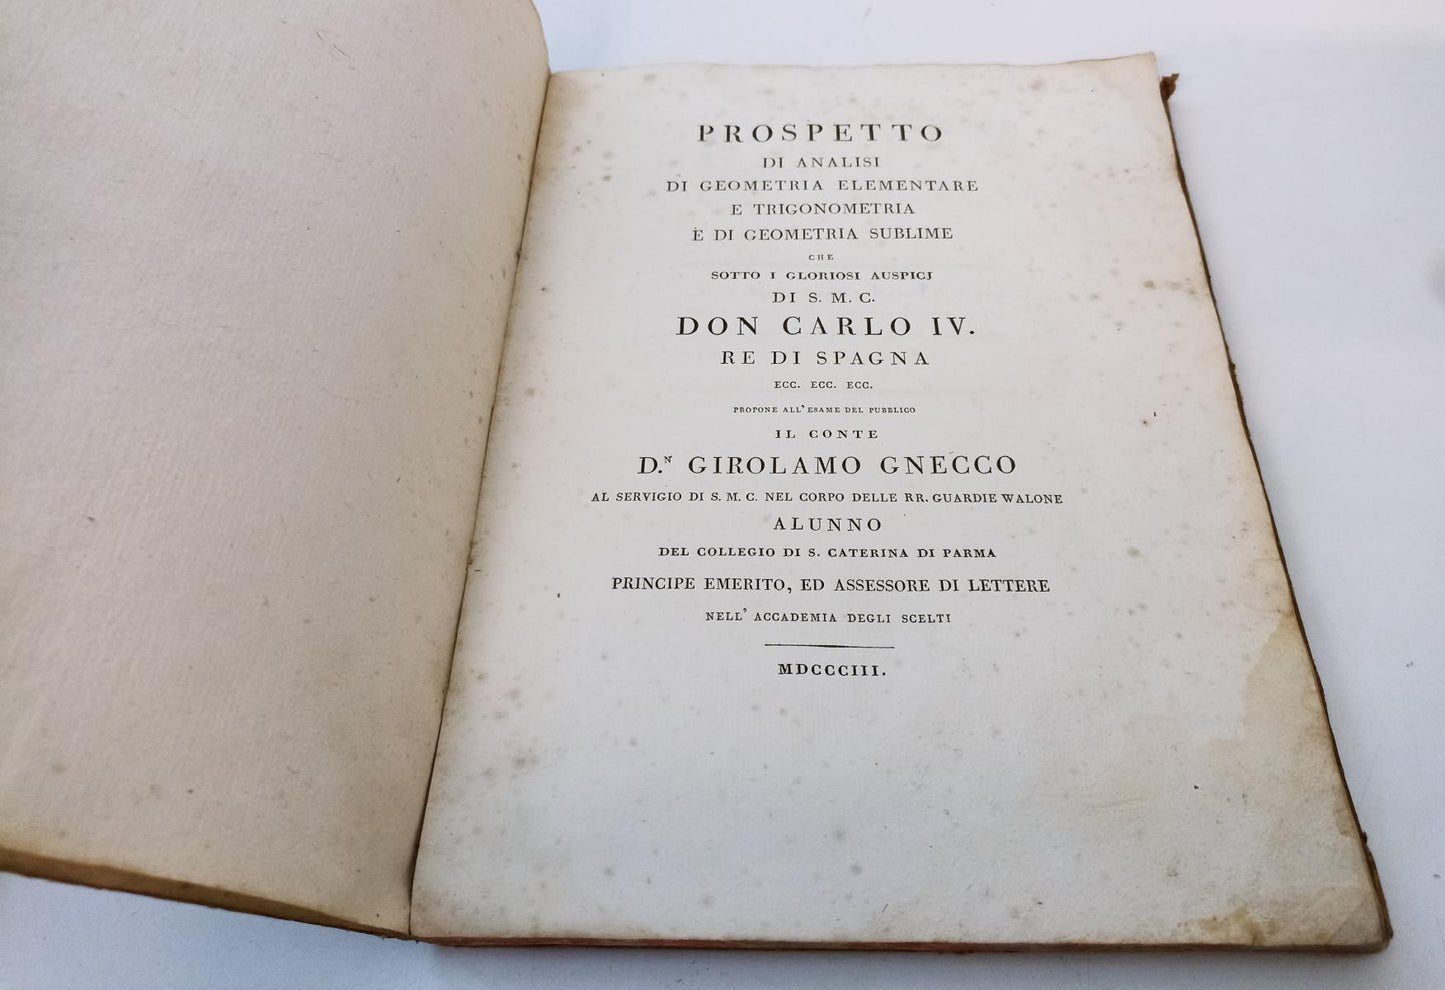 PROSPETTO
DI ANALISI
DI GEOMETRIA ELEMENTARE
E TRIGONOMETRIA
È DI GEOMETRIA SUBLIME
CHE
SOTTO I GLORIOSI AUSPICJ
DI S. M. C.
DON CARLO IV.
RE DI SPAGNA
ECC. ECC. ECC.
PROPONE ALL' ESAME DEL PUBBLICO
IL CONTE
D.N GIROLAMO GNECCO
AL SERVIGIO DI S. M. C. NEL CORPO DELLE RR. GUARDIE WALONE
ALUNNO
DEL COLLEGIO DI S. CATERINA DI PARMA
PRINCIPE EMERITO, ED ASSESSORE DI LETTERE
NELL' ACCADEMIA DEGLI SCELTI
MDCCCIII.